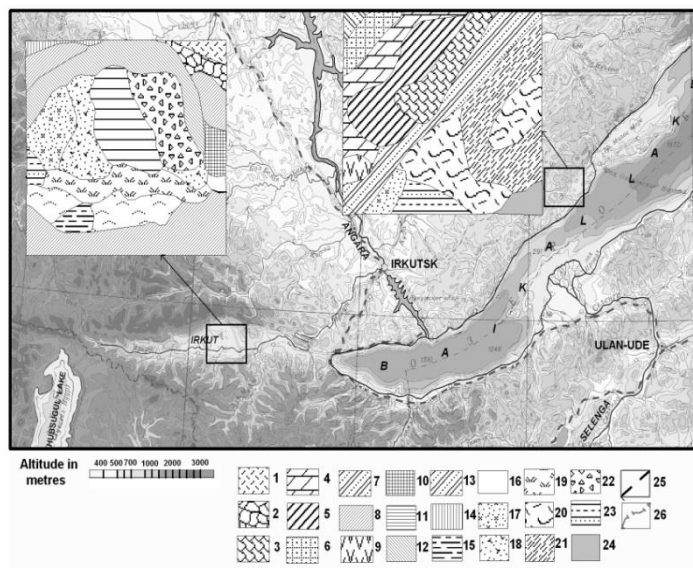 ANGARA
IRKUTSK
IRKUT
HUBSUGUL LAKE
B A I K A L L A K E
ULAN-UDE
SELENGA
Altitude in
metres
400 500 700 1000 2000 3000
1 4 7 10 13 16 19 22 25
2 5 8 11 14 17 20 23 26
3 6 9 12 15 18 21 24